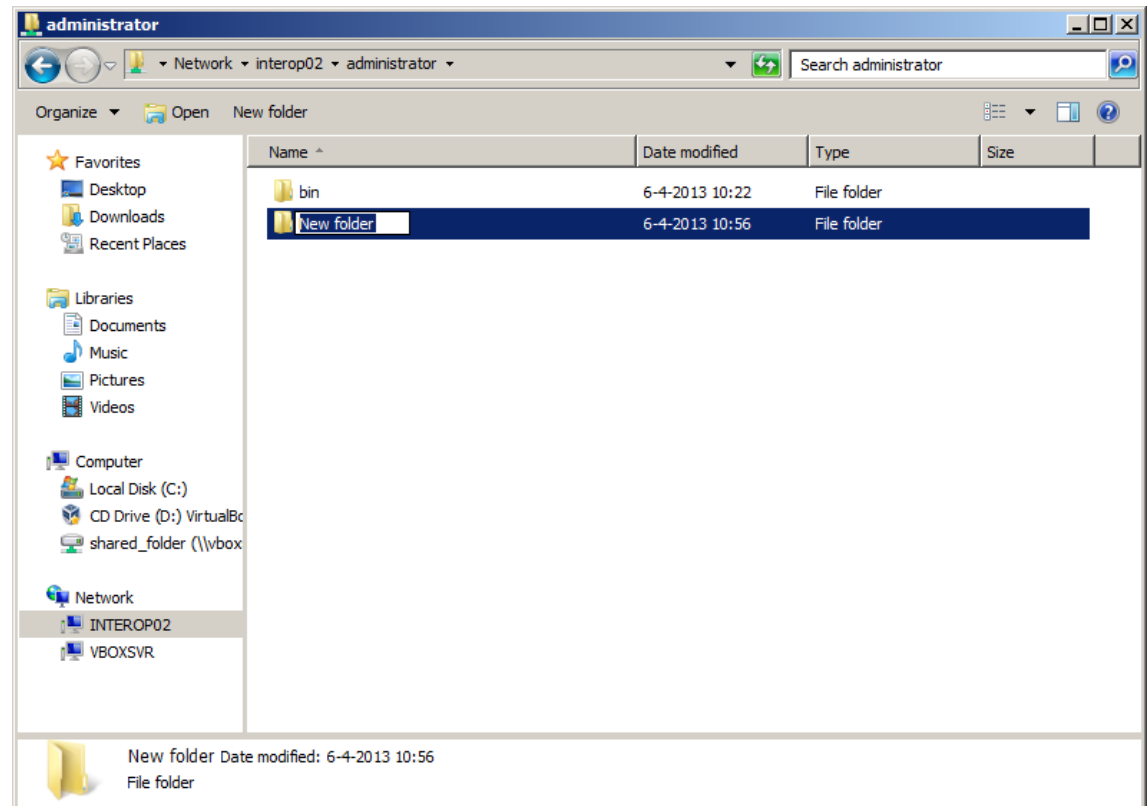 administrator
Network interop02 administrator
Search administrator
Organize Open New folder
Favorites
Desktop
Downloads
Recent Places
Libraries
Documents
Music
Pictures
Videos
Computer
Local Disk (C:)
CD Drive (D:) VirtualBo
shared_folder (\\vbox
Network
INTEROP02
VBOXSVR
Name Date modified Type Size
bin 6-4-2013 10:22 File folder
New folder 6-4-2013 10:56 File folder
New folder Date modified: 6-4-2013 10:56
File folder